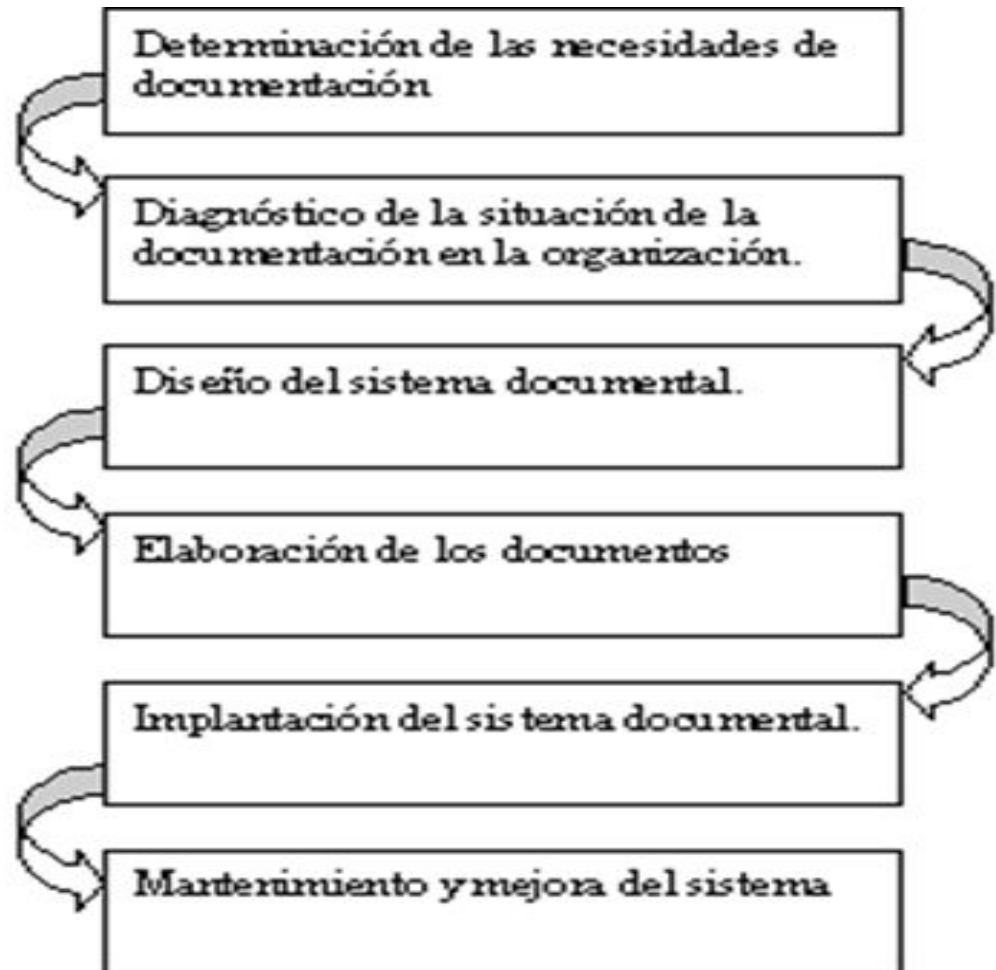 Determinación de las necesidades de
documentación
Diagnóstico de la situación de la
documentación en la organización.
Diseño del sistema documental.
Elaboración de los documentos
Implantación del sistema documental.
Mantenimiento y mejora del sistema